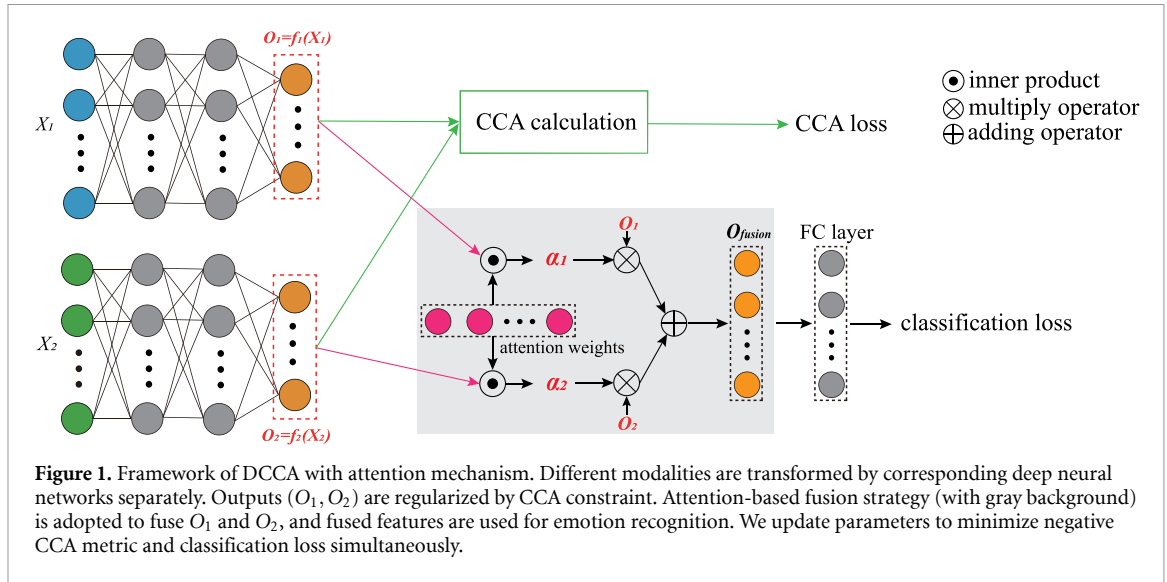 O₁=f₁(X₁)
X₁
CCA calculation
CCA loss
inner product
multiply operator
adding operator
O₁
α₁
O_fusion
FC layer
attention weights
classification loss
X₂
α₂
O₂
O₂=f₂(X₂)
Figure 1. Framework of DCCA with attention mechanism. Different modalities are transformed by corresponding deep neural
networks separately. Outputs (O₁, O₂) are regularized by CCA constraint. Attention-based fusion strategy (with gray background)
is adopted to fuse O₁ and O₂, and fused features are used for emotion recognition. We update parameters to minimize negative
CCA metric and classification loss simultaneously.